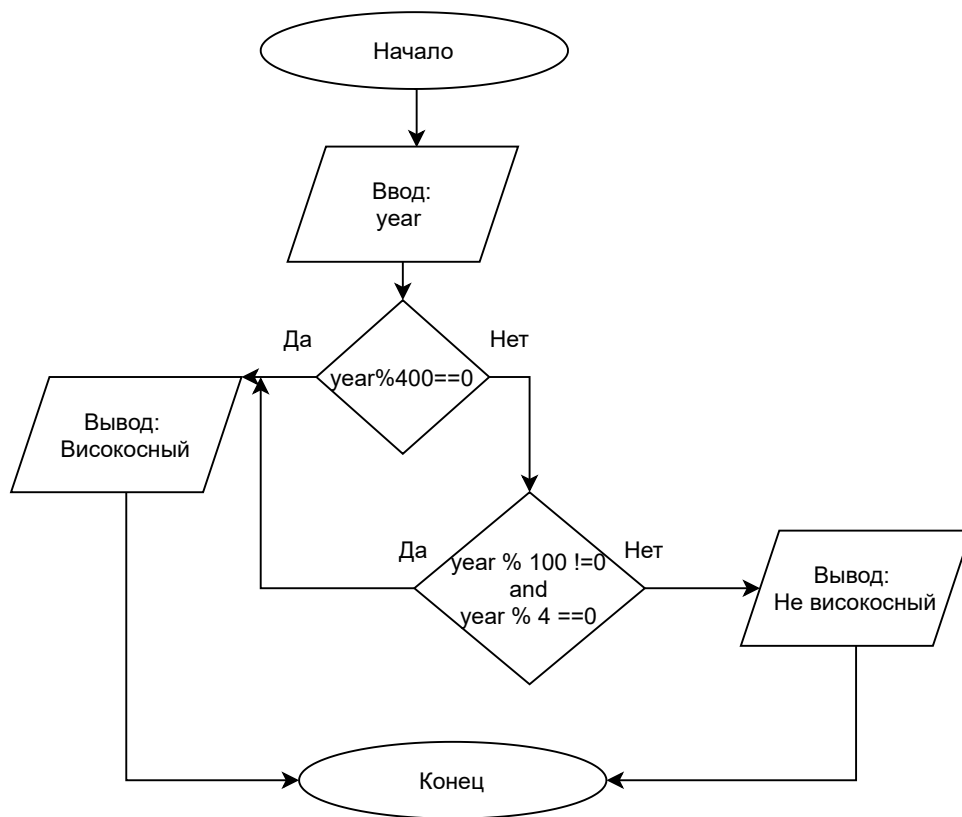 Начало
Ввод:
year
Да
Нет
year%400==0
Вывод:
Високосный
Да
Нет
year % 100 !=0
and
year % 4 ==0
Вывод:
Не високосный
Конец